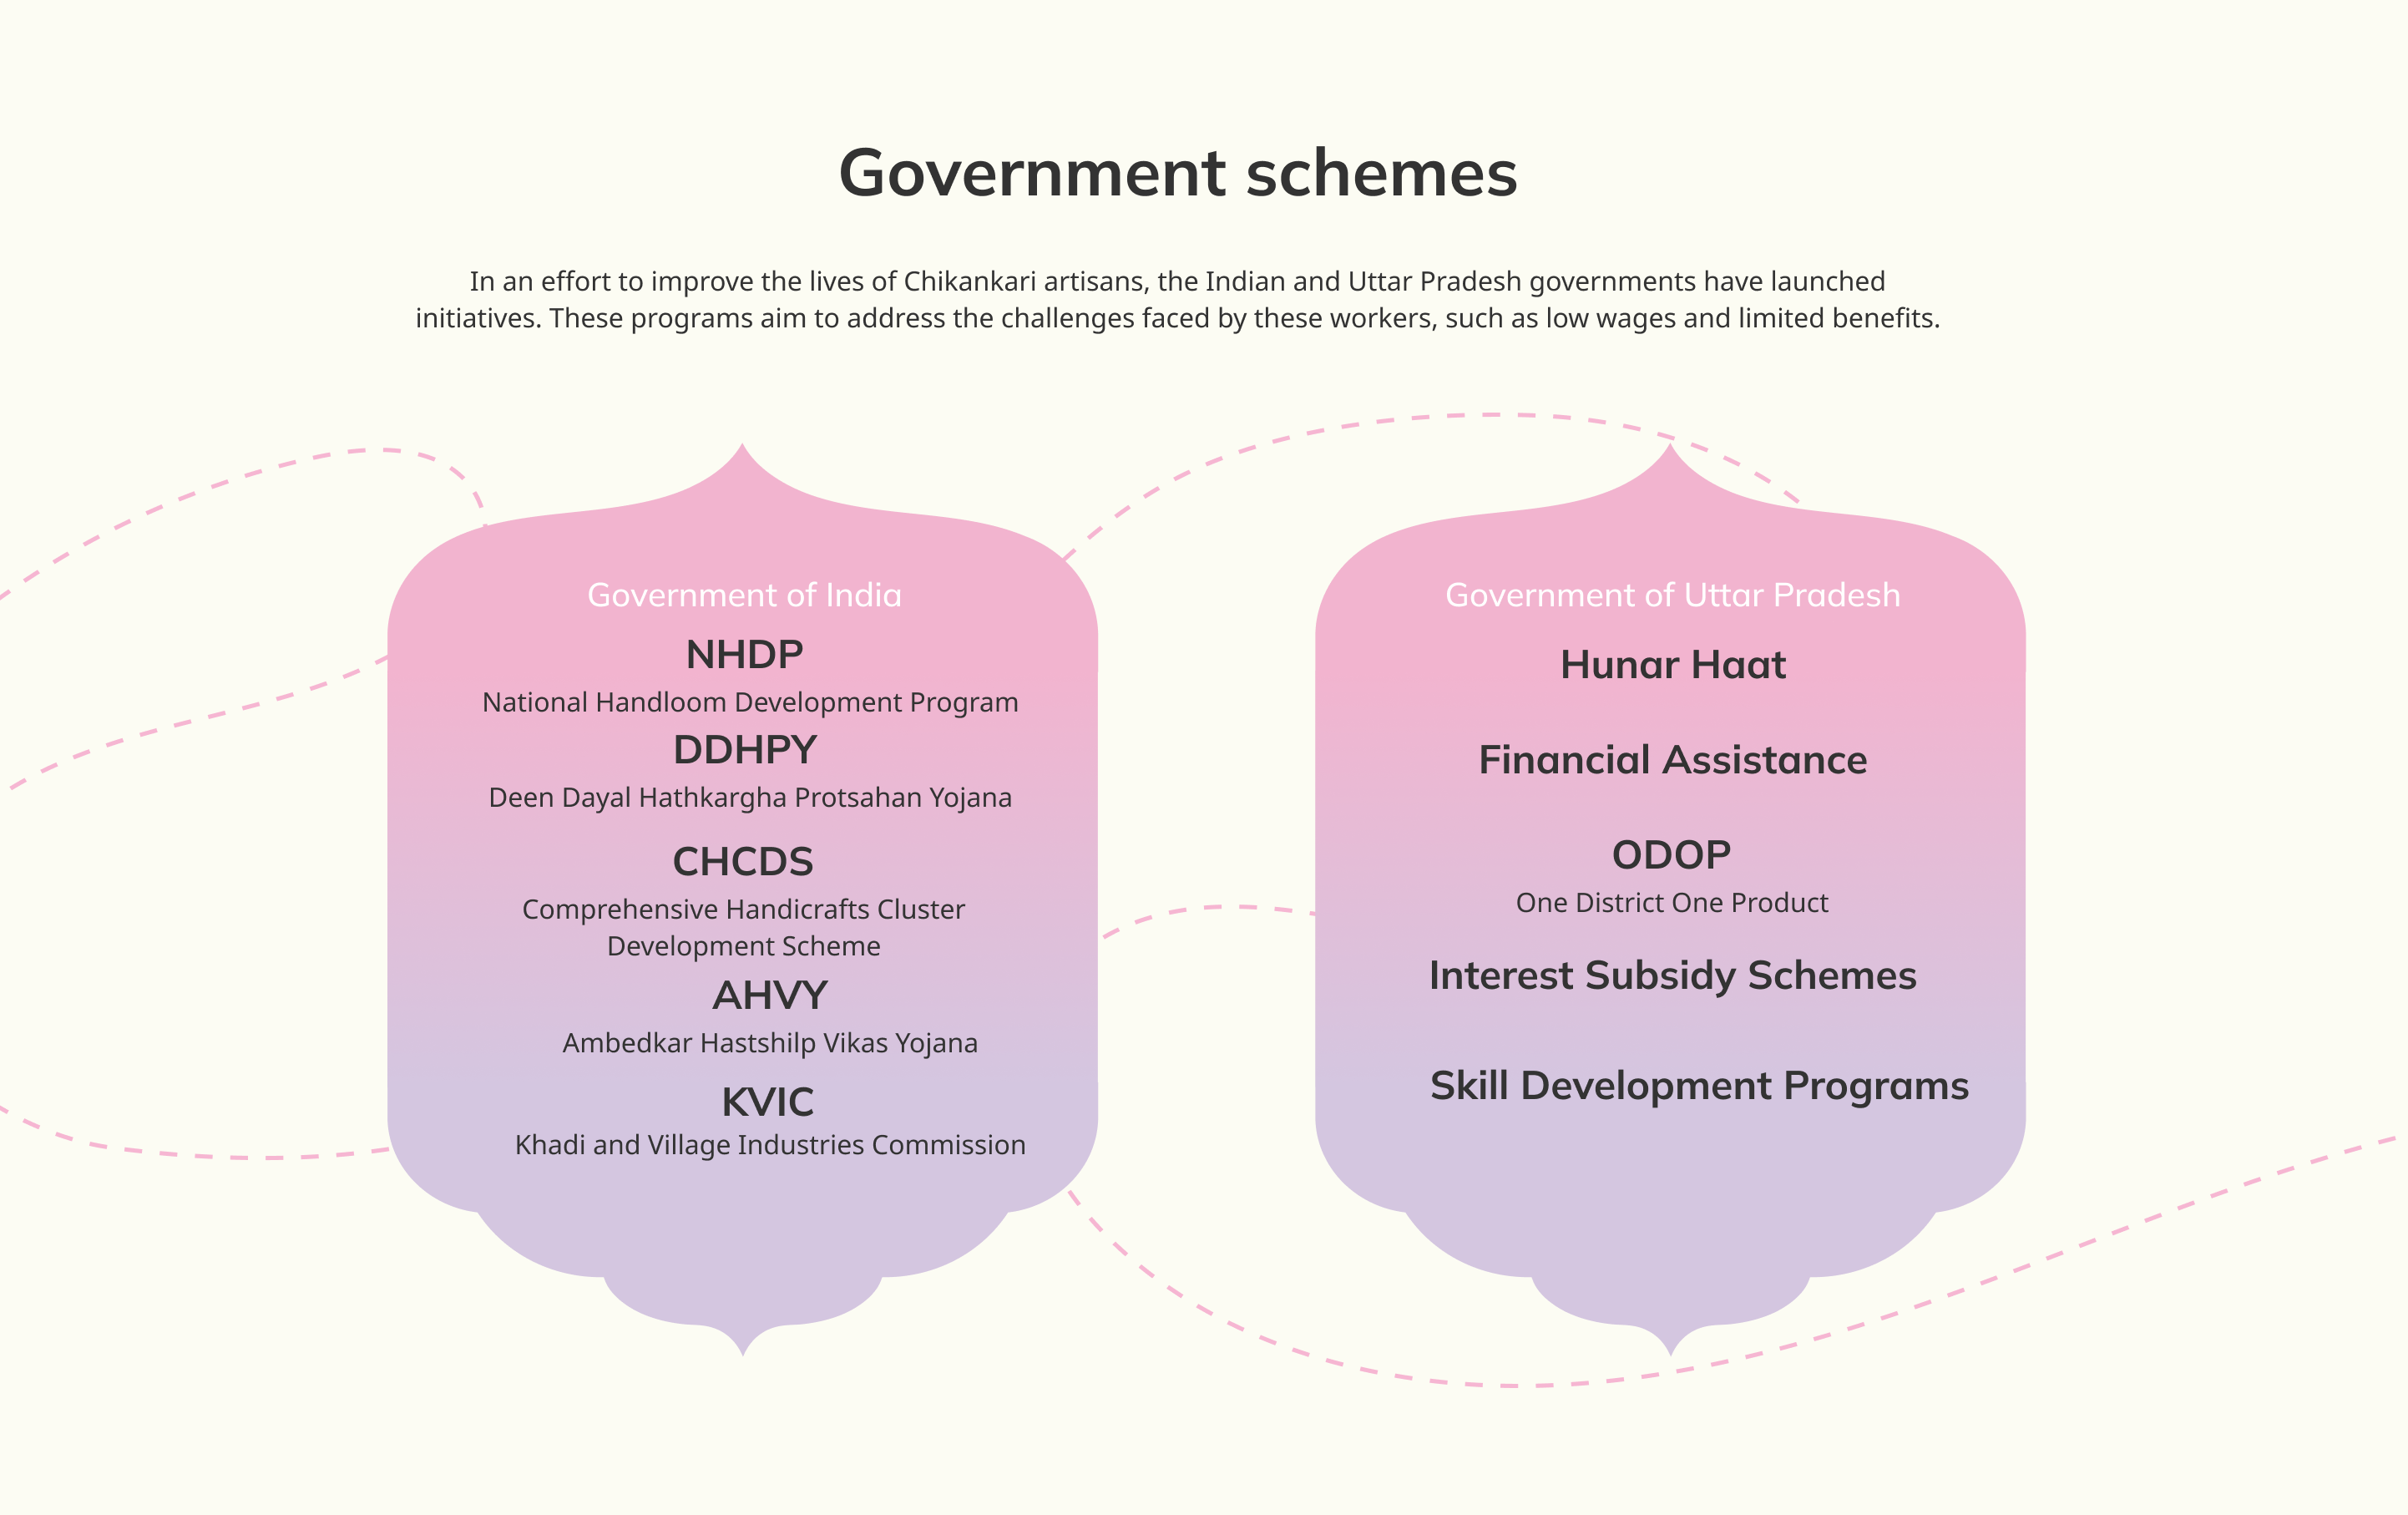 Government schemes
In an effort to improve the lives of Chikankari artisans, the Indian and Uttar Pradesh governments have launched
initiatives. These programs aim to address the challenges faced by these workers, such as low wages and limited benefits.
Government of India
NHDP
National Handloom Development Program
DDHPY
Deen Dayal Hathkargha Protsahan Yojana
CHCDS
Comprehensive Handicrafts Cluster
Development Scheme
AHVY
Ambedkar Hastshilp Vikas Yojana
KVIC
Khadi and Village Industries Commission
Government of Uttar Pradesh
Hunar Haat
Financial Assistance
ODOP
One District One Product
Interest Subsidy Schemes
Skill Development Programs